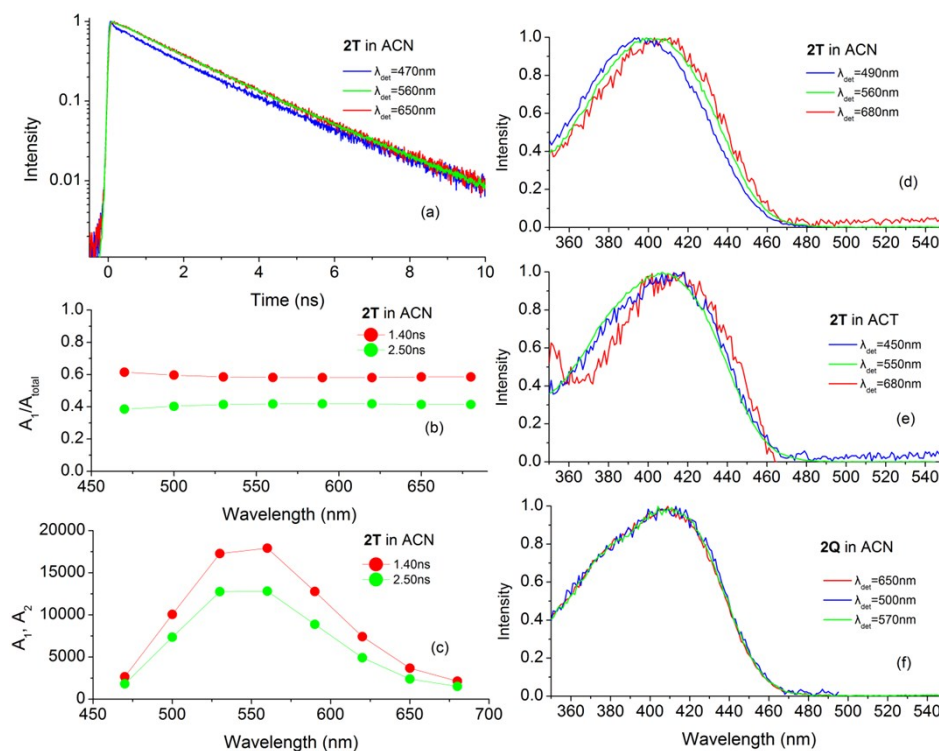 1
0.1
0.01
Intensity
2T in ACN
λdet=470nm
λdet=560nm
λdet=650nm
(a)
0 2 4 6 8 10
Time (ns)
1.0
0.8
0.6
0.4
0.2
0.0
A1/Atotal
2T in ACN
1.40ns
2.50ns
(b)
450 500 550 600 650
Wavelength (nm)
20000
17500
15000
12500
10000
7500
5000
2500
0
A1, A2
2T in ACN
1.40ns
2.50ns
(c)
450 500 550 600 650 700
Wavelength (nm)
1.0
0.8
0.6
0.4
0.2
0.0
Intensity
2T in ACN
λdet=490nm
λdet=560nm
λdet=680nm
(d)
360 380 400 420 440 460 480 500 520 540
1.0
0.8
0.6
0.4
0.2
0.0
Intensity
2T in ACT
λdet=450nm
λdet=550nm
λdet=680nm
(e)
360 380 400 420 440 460 480 500 520 540
1.0
0.8
0.6
0.4
0.2
0.0
Intensity
2Q in ACN
λdet=650nm
λdet=500nm
λdet=570nm
(f)
360 380 400 420 440 460 480 500 520 540
Wavelength (nm)